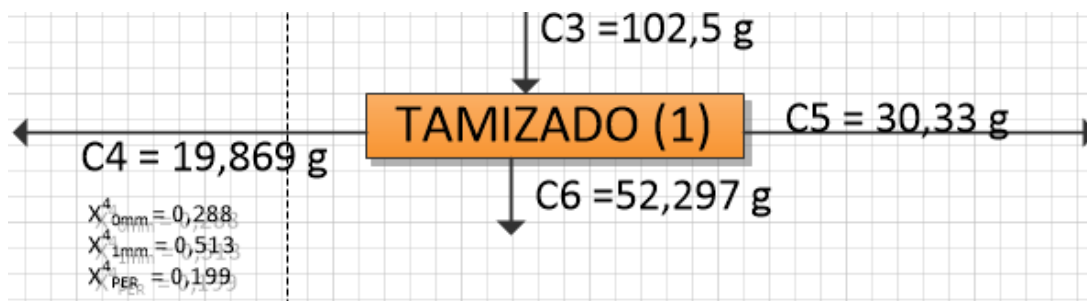 C3 =102,5 g
TAMIZADO (1)
C5 = 30,33 g
C4 = 19,869 g
C6 =52,297 g
X⁴₀mm = 0,288
X⁴₁mm = 0,513
X⁴PER = 0,199